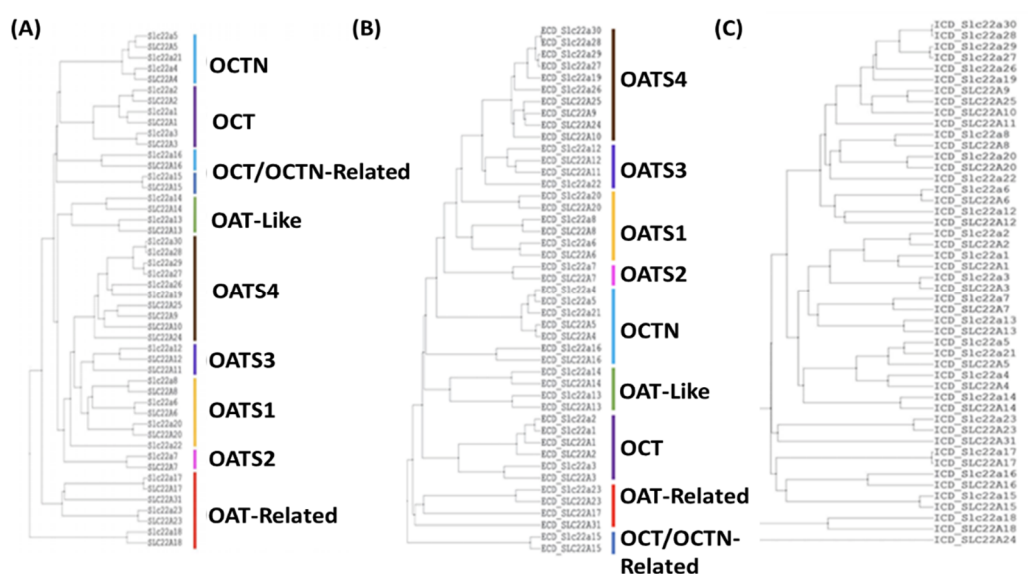 (A)
Slc22a5
SLC22A5
Slc22a21
Slc22a4
SLC22A4
OCTN
Slc22a2
SLC22A2
Slc22a1
SLC22A1
Slc22a3
SLC22A3
OCT
Slc22a16
SLC22A16
Slc22a15
SLC22A15
OCT/OCTN-Related
Slc22a14
SLC22A14
Slc22a13
SLC22A13
OAT-Like
Slc22a30
Slc22a28
Slc22a29
Slc22a27
Slc22a26
Slc22a19
SLC22A25
SLC22A9
SLC22A10
SLC22A24
OATS4
Slc22a12
SLC22A12
SLC22A11
OATS3
Slc22a8
SLC22A8
Slc22a6
SLC22A6
Slc22a20
SLC22A20
Slc22a22
OATS1
Slc22a7
SLC22A7
OATS2
Slc22a17
SLC22A17
SLC22A31
Slc22a23
SLC22A23
Slc22a18
SLC22A18
OAT-Related
(B)
ECD_Slc22a30
ECD_Slc22a28
ECD_Slc22a29
ECD_Slc22a27
ECD_Slc22a19
ECD_Slc22a26
ECD_SLC22A25
ECD_SLC22A9
ECD_SLC22A24
ECD_SLC22A10
OATS4
ECD_Slc22a12
ECD_SLC22A12
ECD_SLC22A11
ECD_Slc22a22
OATS3
ECD_Slc22a20
ECD_SLC22A20
ECD_Slc22a8
ECD_SLC22A8
ECD_Slc22a6
ECD_SLC22A6
OATS1
ECD_Slc22a7
ECD_SLC22A7
OATS2
ECD_Slc22a4
ECD_Slc22a5
ECD_Slc22a21
ECD_SLC22A5
ECD_SLC22A4
ECD_Slc22a16
ECD_SLC22A16
OCTN
ECD_Slc22a14
ECD_SLC22A14
ECD_Slc22a13
ECD_SLC22A13
OAT-Like
ECD_Slc22a2
ECD_Slc22a1
ECD_SLC22A1
ECD_SLC22A2
ECD_Slc22a3
ECD_SLC22A3
OCT
ECD_Slc22a23
ECD_SLC22A23
ECD_SLC22A17
ECD_SLC22A31
OAT-Related
ECD_Slc22a15
ECD_SLC22A15
OCT/OCTN-
Related
(C)
ICD_Slc22a30
ICD_Slc22a28
ICD_Slc22a29
ICD_Slc22a27
ICD_Slc22a26
ICD_Slc22a19
ICD_SLC22A9
ICD_SLC22A25
ICD_SLC22A10
ICD_SLC22A11
ICD_Slc22a8
ICD_SLC22A8
ICD_Slc22a20
ICD_SLC22A20
ICD_Slc22a22
ICD_Slc22a6
ICD_SLC22A6
ICD_Slc22a12
ICD_SLC22A12
ICD_Slc22a2
ICD_SLC22A2
ICD_Slc22a1
ICD_SLC22A1
ICD_Slc22a3
ICD_SLC22A3
ICD_Slc22a7
ICD_SLC22A7
ICD_Slc22a13
ICD_SLC22A13
ICD_Slc22a5
ICD_Slc22a21
ICD_SLC22A5
ICD_Slc22a4
ICD_SLC22A4
ICD_Slc22a14
ICD_SLC22A14
ICD_Slc22a23
ICD_SLC22A23
ICD_SLC22A31
ICD_Slc22a17
ICD_SLC22A17
ICD_Slc22a16
ICD_SLC22A16
ICD_Slc22a15
ICD_SLC22A15
ICD_Slc22a18
ICD_SLC22A18
ICD_SLC22A24